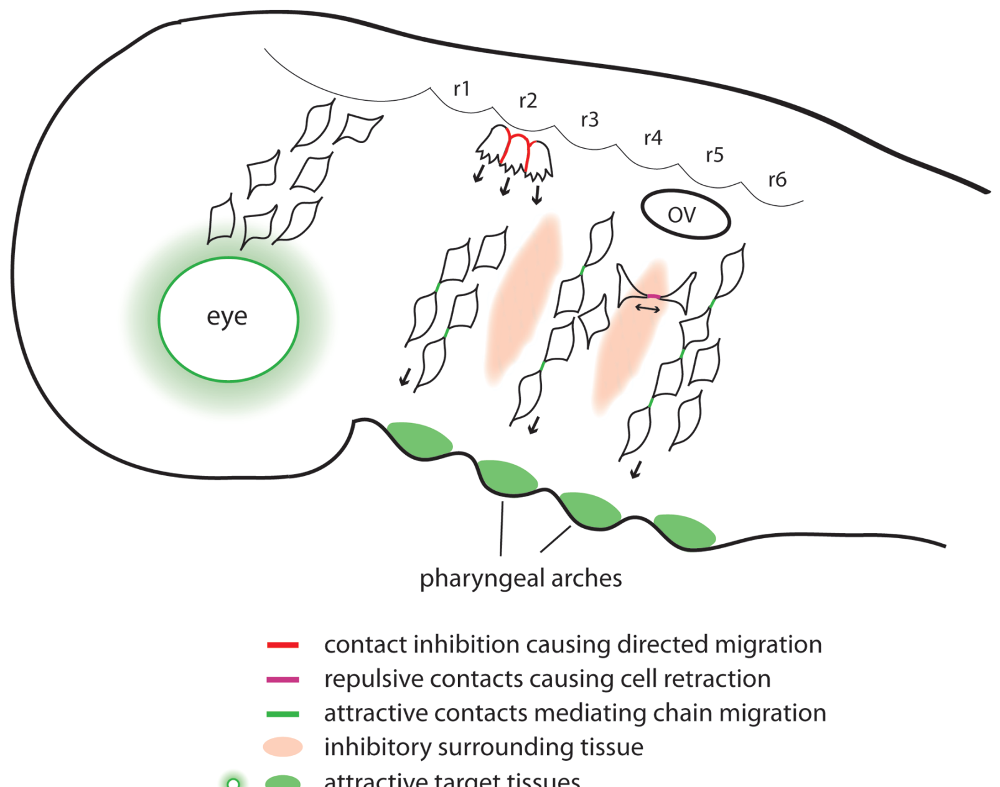 r1
r2
r3
r4
r5
r6
OV
eye
pharyngeal arches
contact inhibition causing directed migration
repulsive contacts causing cell retraction
attractive contacts mediating chain migration
inhibitory surrounding tissue
attractive target tissues